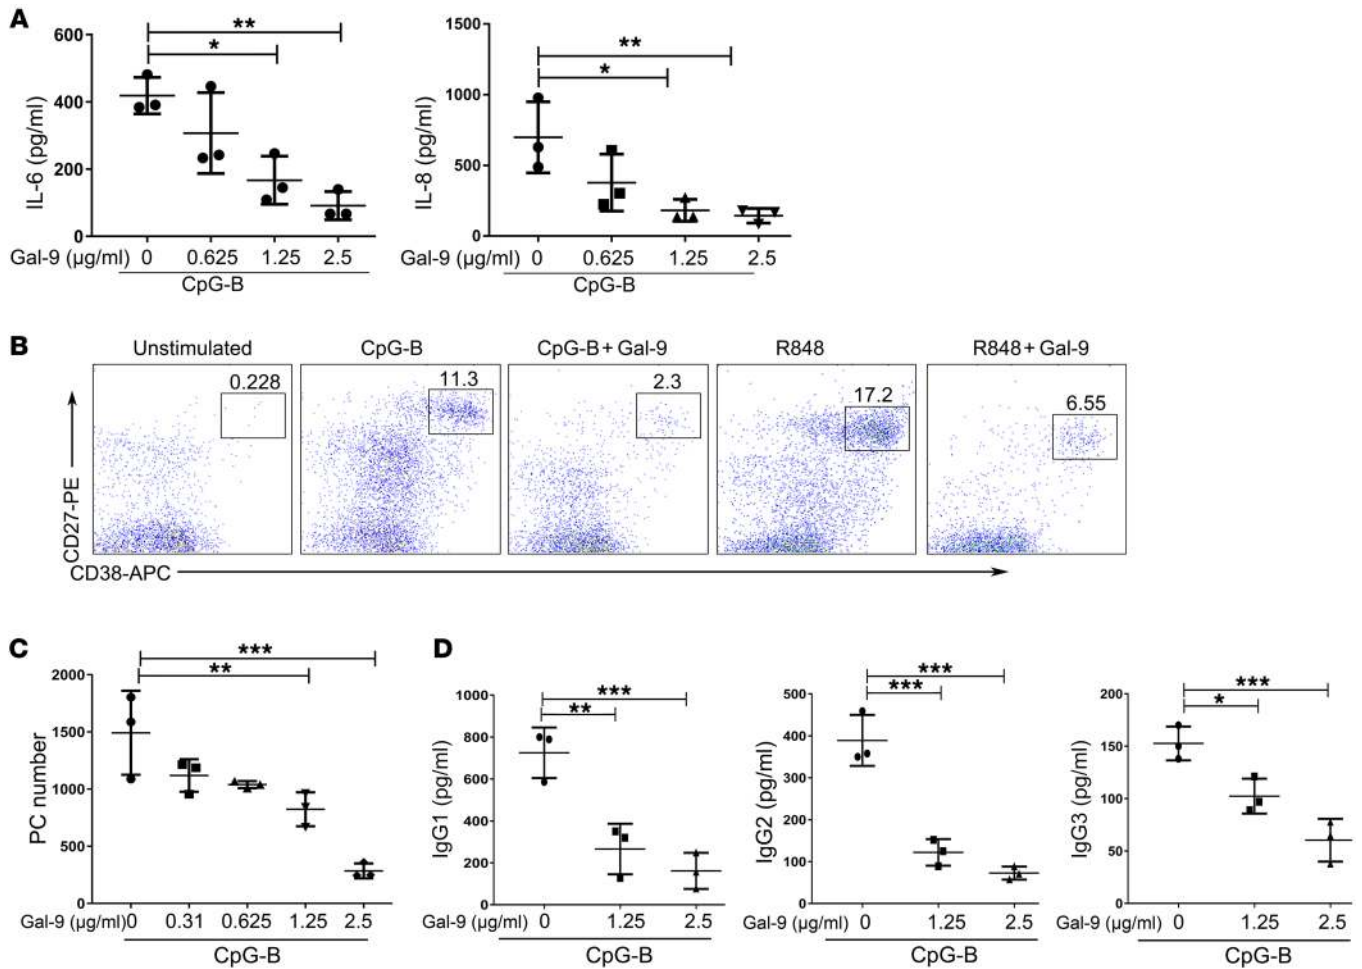 A
600
400
200
0
IL-6 (pg/ml)
**
*
Gal-9 (μg/ml) 0 0.625 1.25 2.5
CpG-B
1500
1000
500
0
IL-8 (pg/ml)
**
*
Gal-9 (μg/ml) 0 0.625 1.25 2.5
CpG-B
B
Unstimulated CpG-B CpG-B + Gal-9 R848 R848 + Gal-9
0.228 11.3 2.3 17.2 6.55
CD27-PE
CD38-APC
C
2000
1500
1000
500
0
PC number
***
**
Gal-9 (μg/ml) 0 0.31 0.625 1.25 2.5
CpG-B
D
1000
800
600
400
200
0
IgG1 (pg/ml)
***
**
Gal-9 (μg/ml) 0 1.25 2.5
CpG-B
500
400
300
200
100
0
IgG2 (pg/ml)
***
***
Gal-9 (μg/ml) 0 1.25 2.5
CpG-B
200
150
100
50
0
IgG3 (pg/ml)
***
*
Gal-9 (μg/ml) 0 1.25 2.5
CpG-B